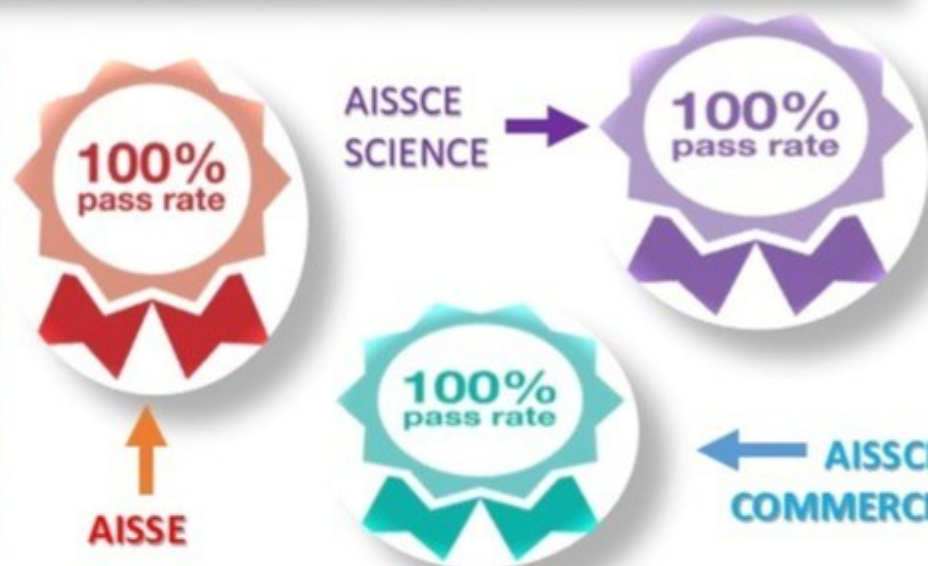 100%
pass rate
AISSCE
SCIENCE
100%
pass rate
100%
pass rate
AISSE
AISSC
COMMERC